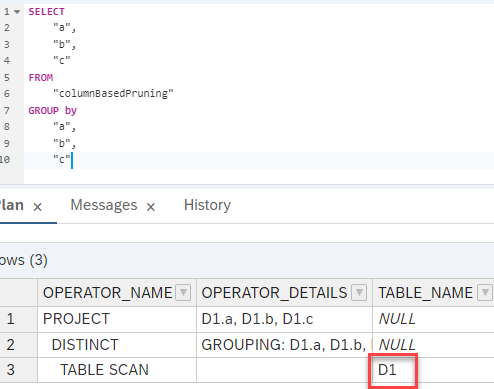 1 SELECT
2 "a",
3 "b",
4 "c"
5 FROM
6 "columnBasedPruning"
7 GROUP by
8 "a",
9 "b",
10 "c"
lan × Messages × History
ows (3)
OPERATOR_NAME OPERATOR_DETAILS TABLE_NAME
1 PROJECT D1.a, D1.b, D1.c NULL
2 DISTINCT GROUPING: D1.a, D1.b, NULL
3 TABLE SCAN D1